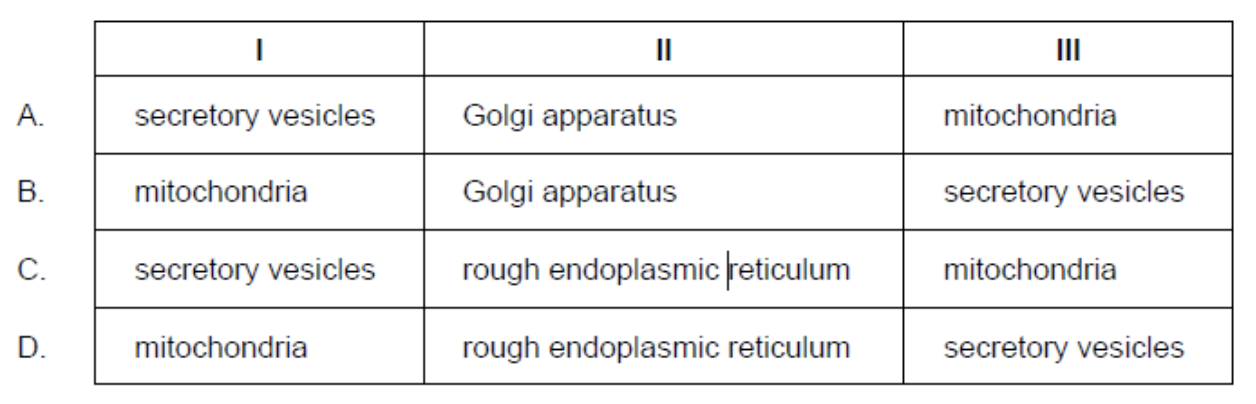 I II III
A. secretory vesicles Golgi apparatus mitochondria
B. mitochondria Golgi apparatus secretory vesicles
C. secretory vesicles rough endoplasmic reticulum mitochondria
D. mitochondria rough endoplasmic reticulum secretory vesicles